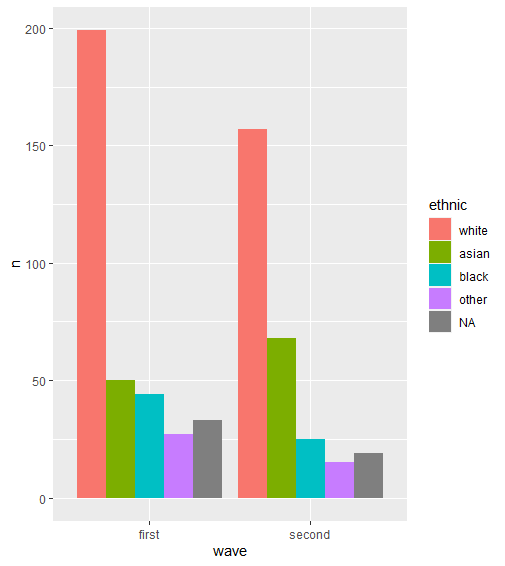 200
150
100
50
0
n
first second
wave
ethnic
white
asian
black
other
NA